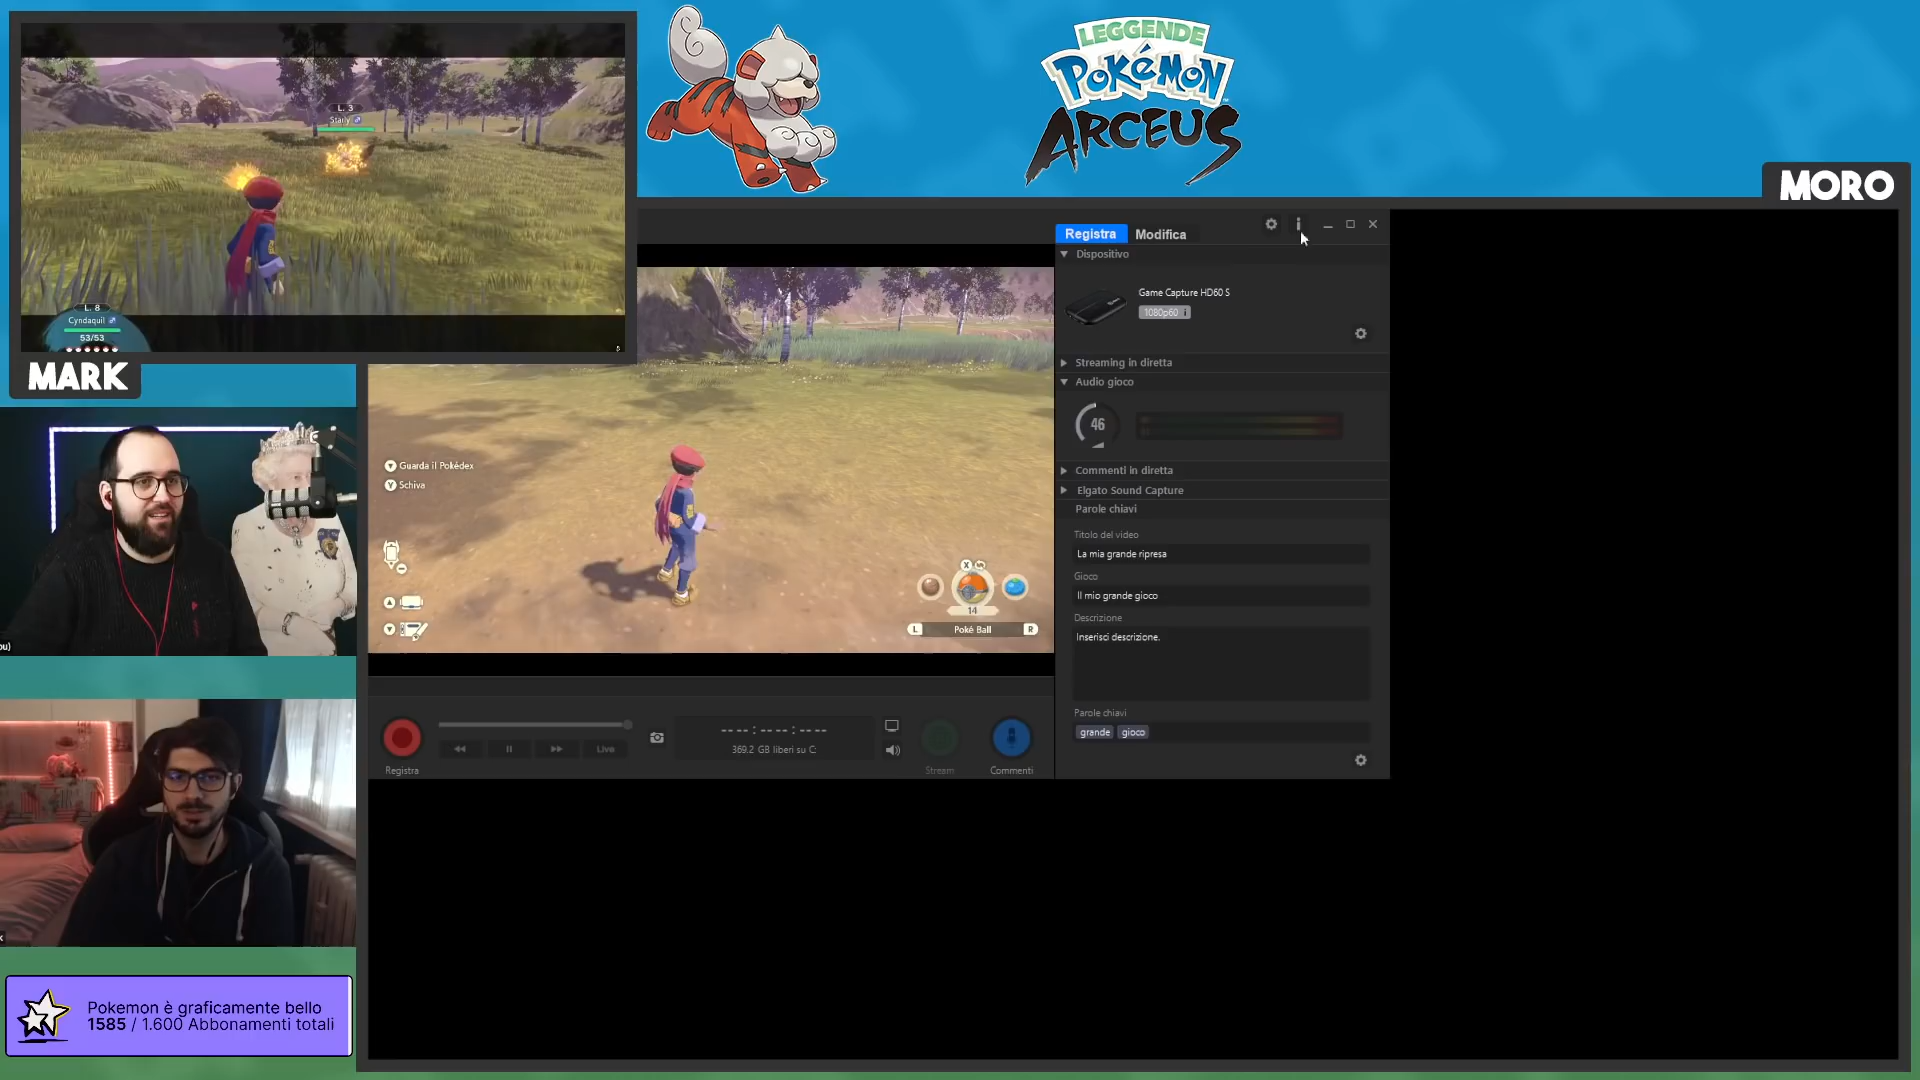 L. 3
Starly
L. 8
Cyndaquil
53/53
MARK
LEGGENDE
POKÉMON
ARCEUS
MORO
Registra
Modifica
Dispositivo
Game Capture HD60 S
1080p60 i
Streaming in diretta
Audio gioco
46
Commenti in diretta
Elgato Sound Capture
Parole chiavi
Titolo del video
La mia grande ripresa
Gioco
Il mio grande gioco
Descrizione
Inserisci descrizione.
Parole chiavi
grande gioco
Guarda il Pokédex
Y Schiva
X
14
L Poké Ball R
Live
-- -- : -- -- : -- --
369.2 GB liberi su C:
Registra
Stream
Commenti
ou)
Pokemon è graficamente bello
1585 / 1.600 Abbonamenti totali